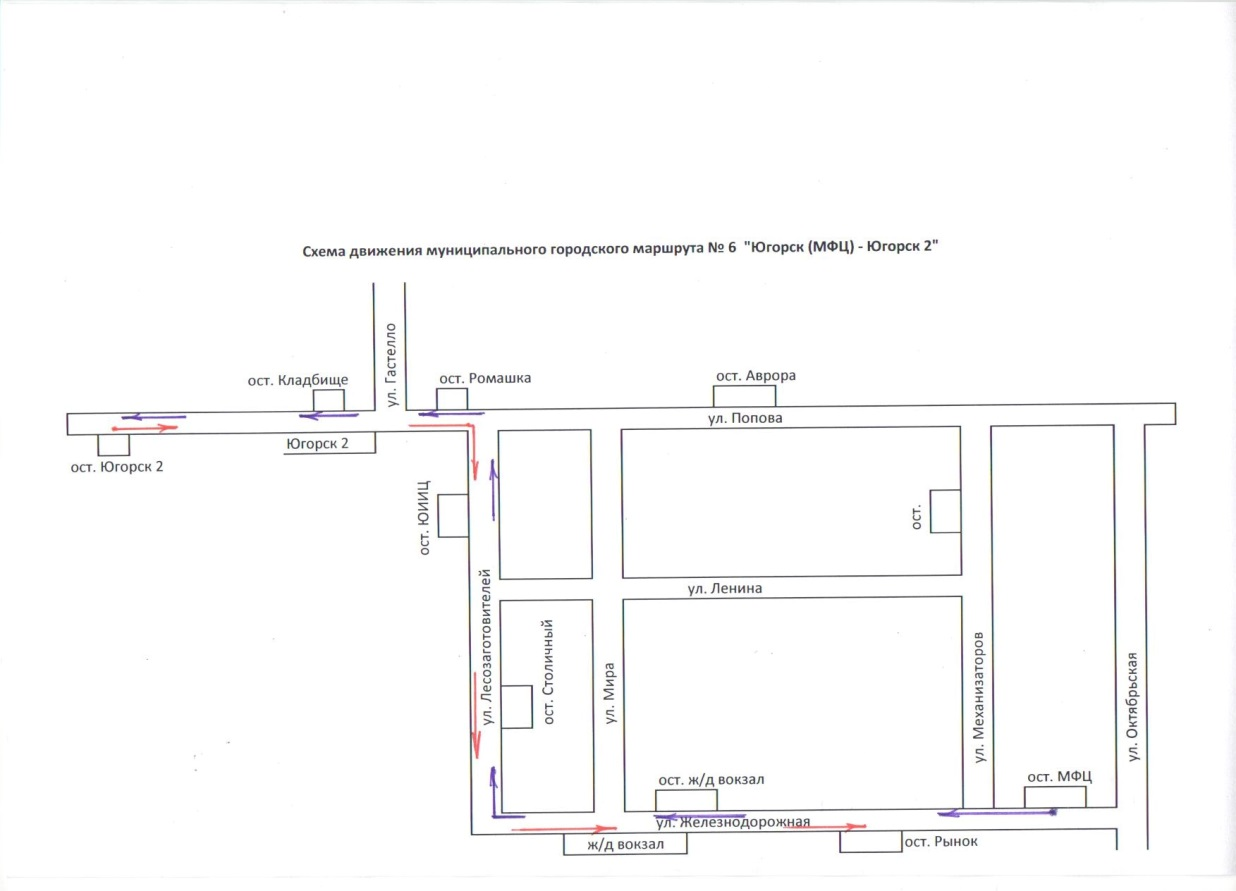 Схема движения муниципального городского маршрута № 6 "Югорск (МФЦ) - Югорск 2"
ул. Гастелло
ост. Кладбище
ост. Ромашка
ост. Аврора
ул. Попова
Югорск 2
ост. Югорск 2
ост. ЮИИЦ
ост.
ул. Ленина
ул. Лесозаготовителей
ост. Столичный
ул. Мира
ул. Механизаторов
ул. Октябрьская
ост. ж/д вокзал
ост. МФЦ
ул. Железнодорожная
ж/д вокзал
ост. Рынок